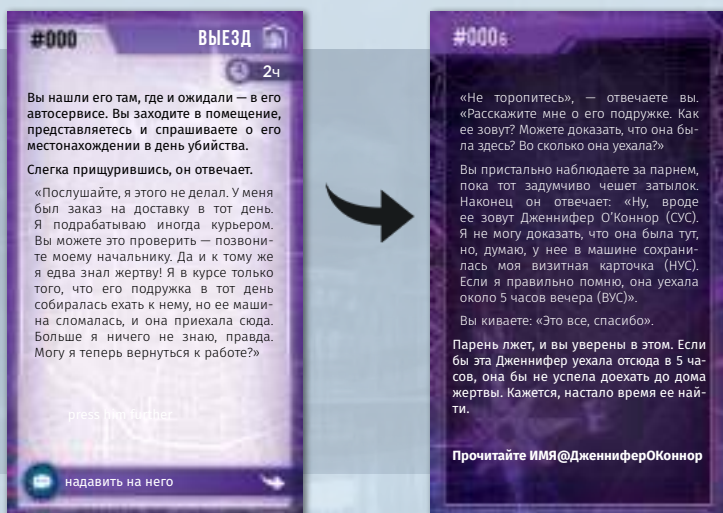 #000
ВЫЕЗД
2ч
Вы нашли его там, где и ожидали — в его
автосервисе. Вы заходите в помещение,
представляетесь и спрашиваете о его
местонахождении в день убийства.
Слегка прищурившись, он отвечает.
«Послушайте, я этого не делал. У меня
был заказ на доставку в тот день.
Я подрабатываю иногда курьером.
Вы можете это проверить — позвони-
те моему начальнику. Да и к тому же
я едва знал жертву! Я в курсе только
того, что его подружка в тот день
собиралась ехать к нему, но ее маши-
на сломалась, и она приехала сюда.
Больше я ничего не знаю, правда.
Могу я теперь вернуться к работе?»
press him further
надавить на него
#0006
«Не торопитесь», — отвечаете вы.
«Расскажите мне о его подружке. Как
ее зовут? Можете доказать, что она бы-
ла здесь? Во сколько она уехала?»
Вы пристально наблюдаете за парнем,
пока тот задумчиво чешет затылок.
Наконец он отвечает: «Ну, вроде
ее зовут Дженнифер О'Коннор (СУС).
Я не могу доказать, что она была тут,
но, думаю, у нее в машине сохрани-
лась моя визитная карточка (НУС).
Если я правильно помню, она уехала
около 5 часов вечера (ВУС)».
Вы киваете: «Это все, спасибо».
Парень лжет, и вы уверены в этом. Если
бы эта Дженнифер уехала отсюда в 5 ча-
сов, она бы не успела доехать до дома
жертвы. Кажется, настало время ее най-
ти.
Прочитайте ИМЯ@ДженниферОКоннор